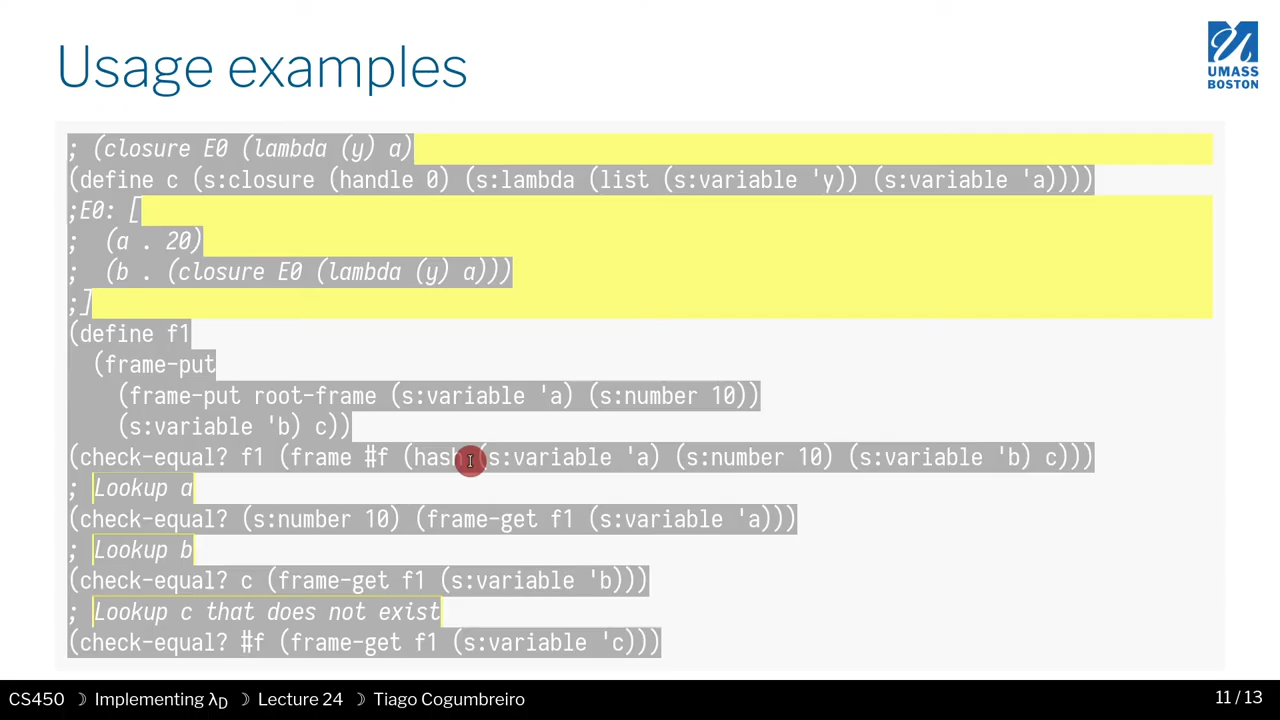 Usage examples
UMASS
BOSTON
; (closure E0 (lambda (y) a)
(define c (s:closure (handle 0) (s:lambda (list (s:variable 'y)) (s:variable 'a))))
;E0: [
;  (a . 20)
;  (b . (closure E0 (lambda (y) a)))
;]
(define f1
  (frame-put
    (frame-put root-frame (s:variable 'a) (s:number 10))
    (s:variable 'b) c))
(check-equal? f1 (frame #f (hash (s:variable 'a) (s:number 10) (s:variable 'b) c)))
; Lookup a
(check-equal? (s:number 10) (frame-get f1 (s:variable 'a)))
; Lookup b
(check-equal? c (frame-get f1 (s:variable 'b)))
; Lookup c that does not exist
(check-equal? #f (frame-get f1 (s:variable 'c)))
CS450 ☽ Implementing λD ☽ Lecture 24 ☽ Tiago Cogumbreiro 11 / 13